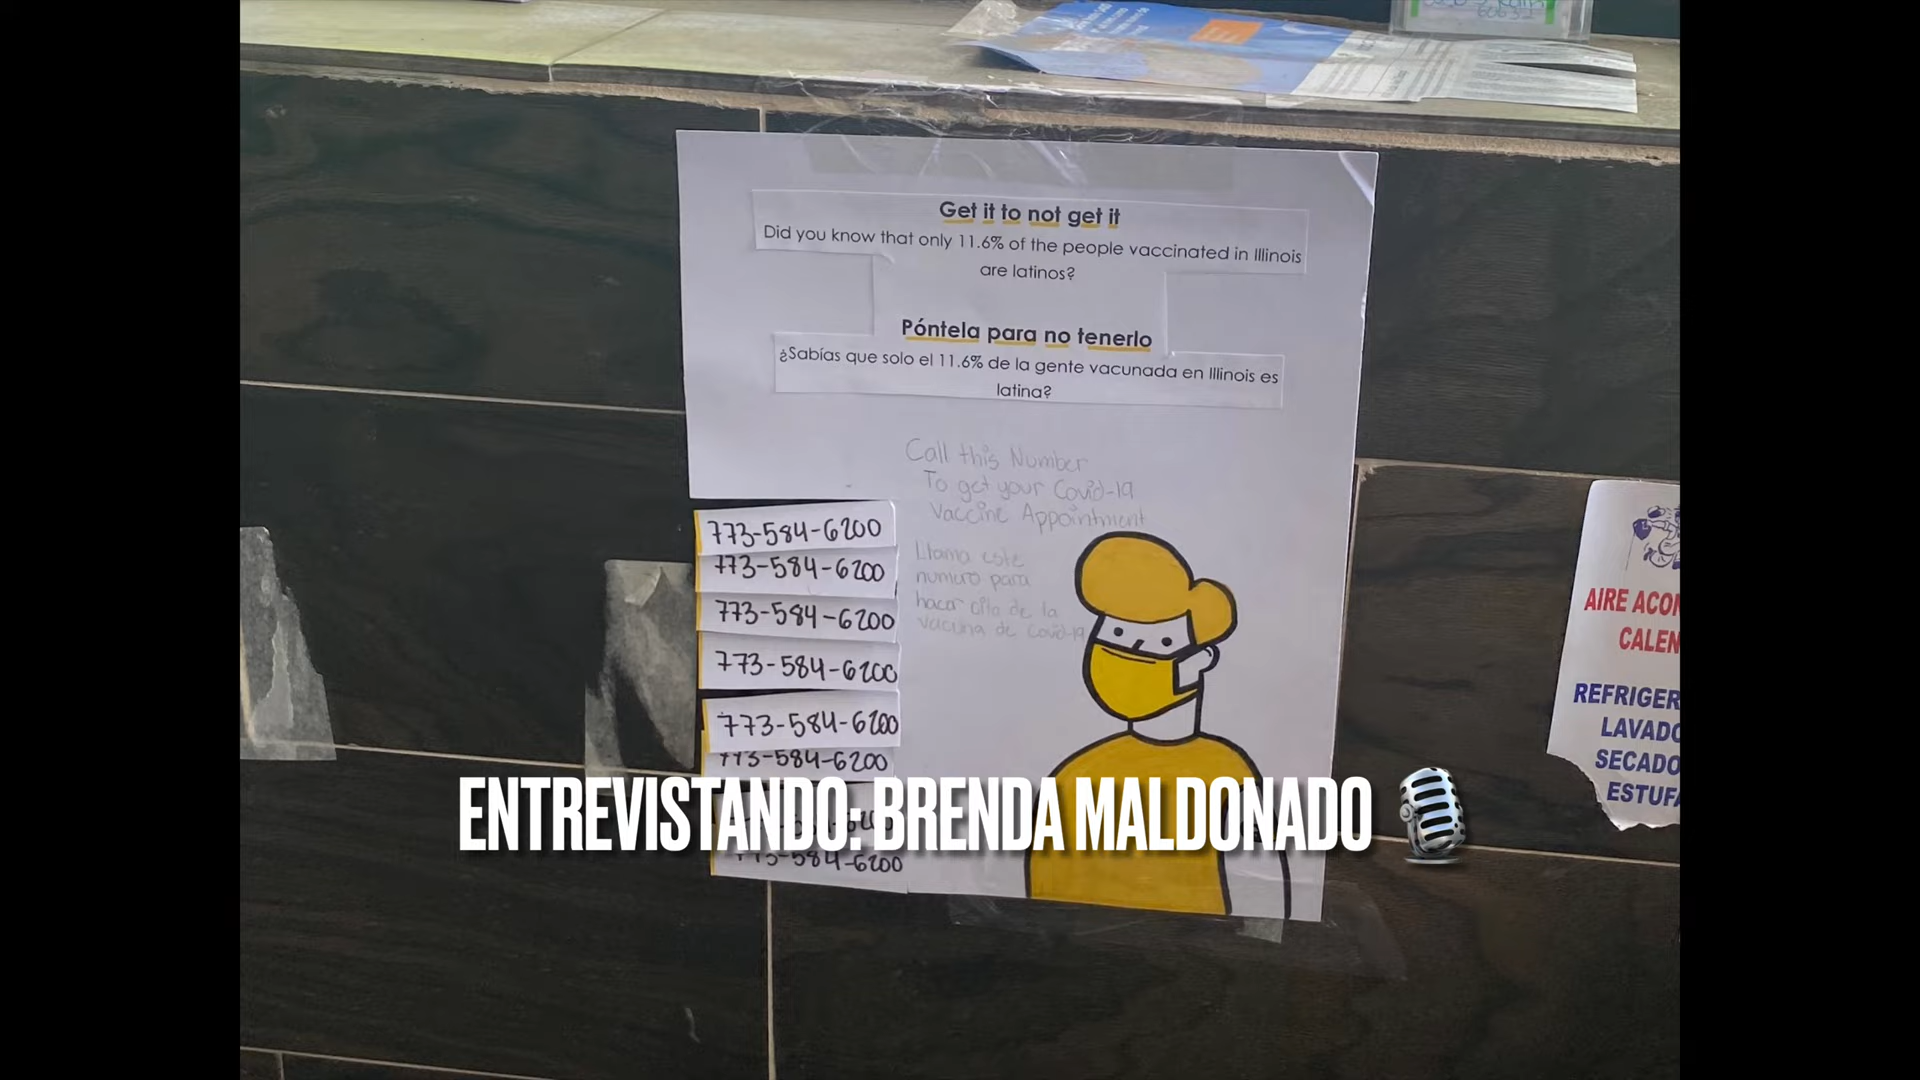 60632
Get it to not get it
Did you know that only 11.6% of the people vaccinated in Illinois
are latinos?
Póntela para no tenerlo
¿Sabías que solo el 11.6% de la gente vacunada en Illinois es
latina?
Call this Number
To get your Covid-19
Vaccine Appointment
Llama este
numero para
hacer cita de la
vacuna de Covid-19
773-584-6200
773-584-6200
773-584-6200
773-584-6200
773-584-6200
773-584-6200
773-584-6200
AIRE ACON
CALEN
REFRIGER
LAVADO
SECADO
ESTUFA
ENTREVISTANDO: BRENDA MALDONADO